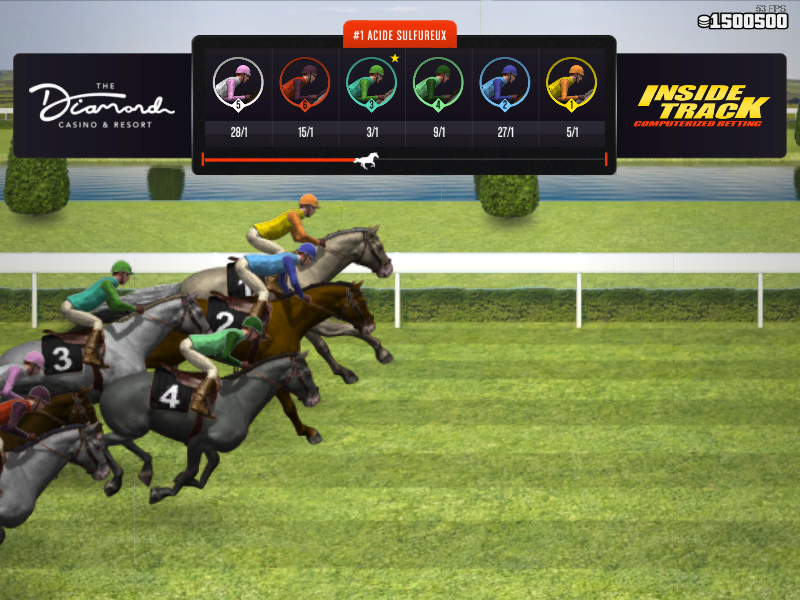 53 FPS
1500500
#1 ACIDE SULFUREUX
THE
Diamond
CASINO & RESORT
5
6
3
4
2
1
28/1
15/1
3/1
9/1
27/1
5/1
INSIDE
TRACK
COMPUTERIZED BETTING
1
2
3
4